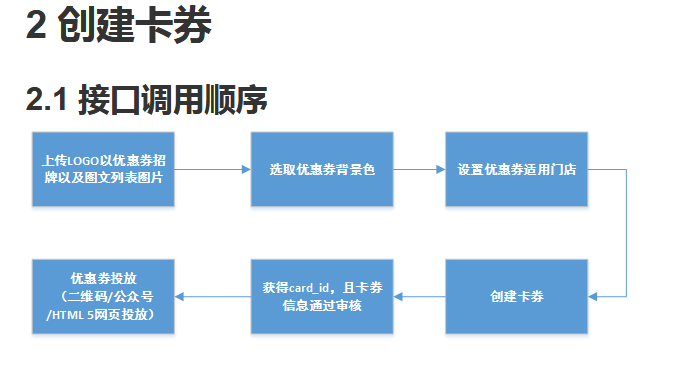 2 创建卡券
2.1 接口调用顺序
上传LOGO以优惠券招
牌以及图文列表图片
选取优惠券背景色
设置优惠券适用门店
创建卡券
获得card_id，且卡券
信息通过审核
优惠券投放
（二维码/公众号
/HTML 5网页投放）